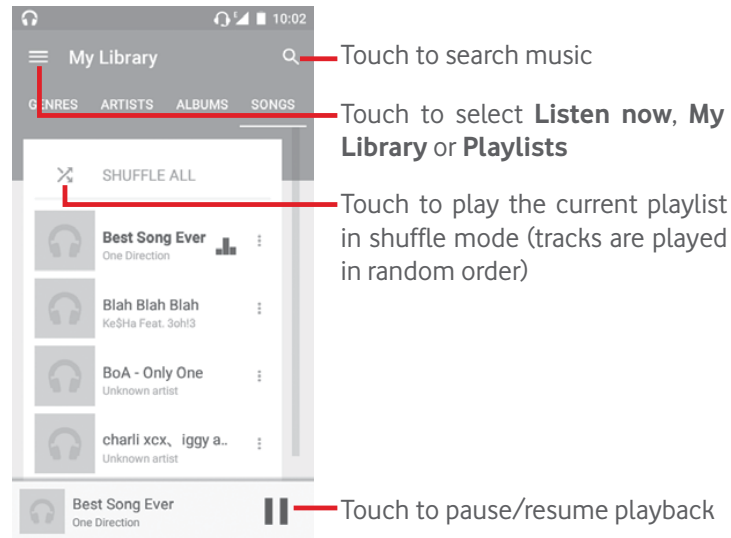 10:02
My Library
Touch to search music
GENRES ARTISTS ALBUMS SONGS
Touch to select Listen now, My
Library or Playlists
SHUFFLE ALL
Touch to play the current playlist
in shuffle mode (tracks are played
in random order)
Best Song Ever
One Direction
Blah Blah Blah
Ke$Ha Feat. 3oh!3
BoA - Only One
Unknown artist
charli xcx、iggy a..
Unknown artist
Best Song Ever
One Direction
Touch to pause/resume playback